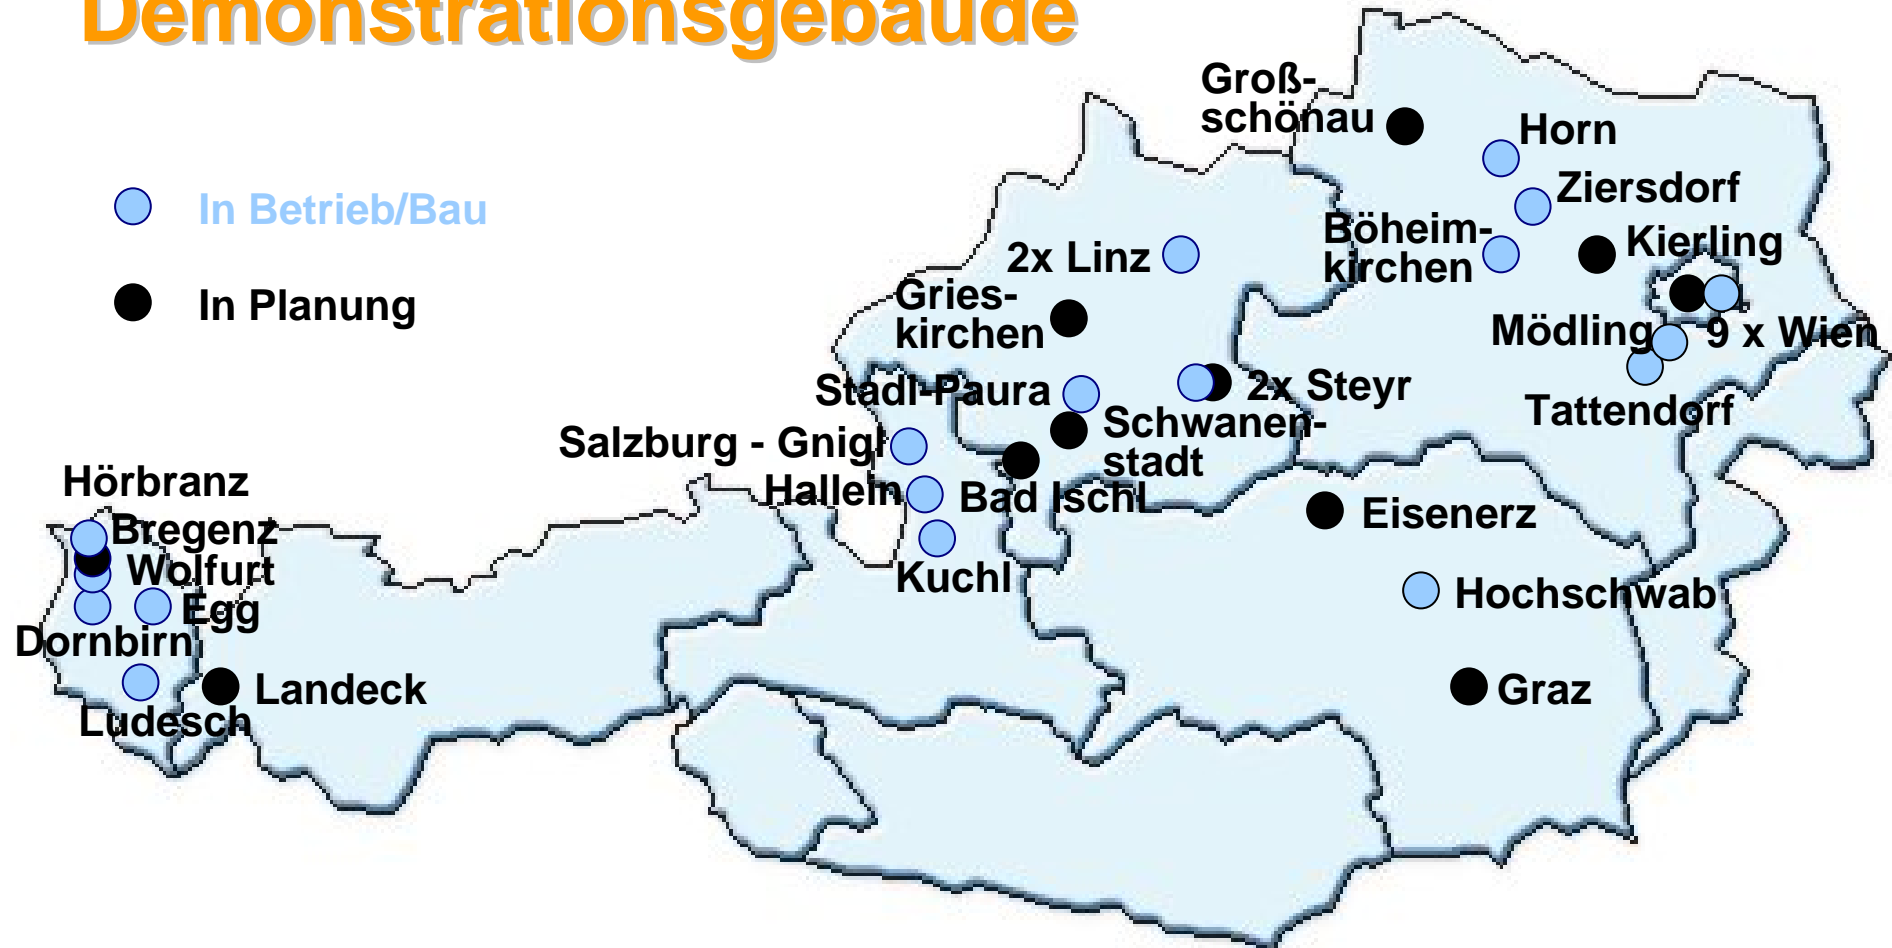 Demonstrationsgebäude
Groß-
schönau
Horn
In Betrieb/Bau
Ziersdorf
Böheim-
kirchen
Kierling
2x Linz
In Planung
Gries-
kirchen
Mödling
9 x Wien
Stadl-Paura
2x Steyr
Tattendorf
Schwanen-
stadt
Salzburg - Gnigl
Hallein
Bad Ischl
Hörbranz
Bregenz
Eisenerz
Wolfurt
Kuchl
Hochschwab
Egg
Dornbirn
Landeck
Graz
Ludesch